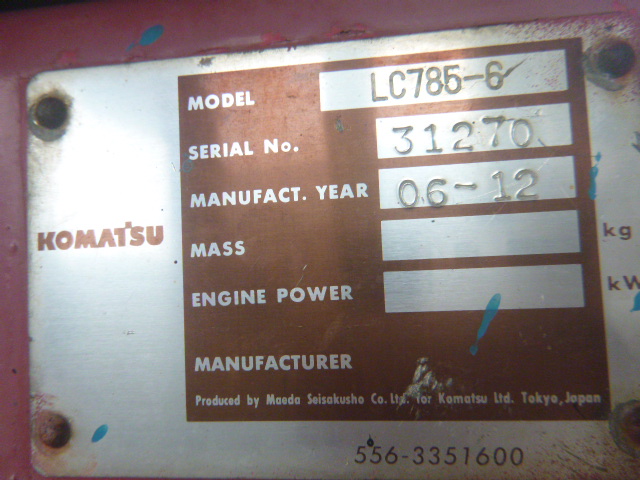 MODEL LC785-6
SERIAL No. 31270
MANUFACT. YEAR 06-12
KOMATSU
MASS kg
ENGINE POWER kW
MANUFACTURER
Produced by Maeda Seisakusho Co. Ltd. for Komatsu Ltd. Tokyo, Japan
556-3351600